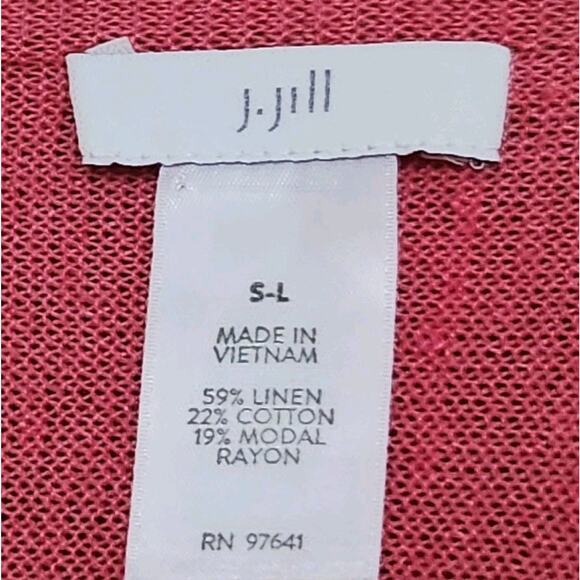 J.Jill
S-L
MADE IN
VIETNAM
59% LINEN
22% COTTON
19% MODAL
RAYON
RN 97641